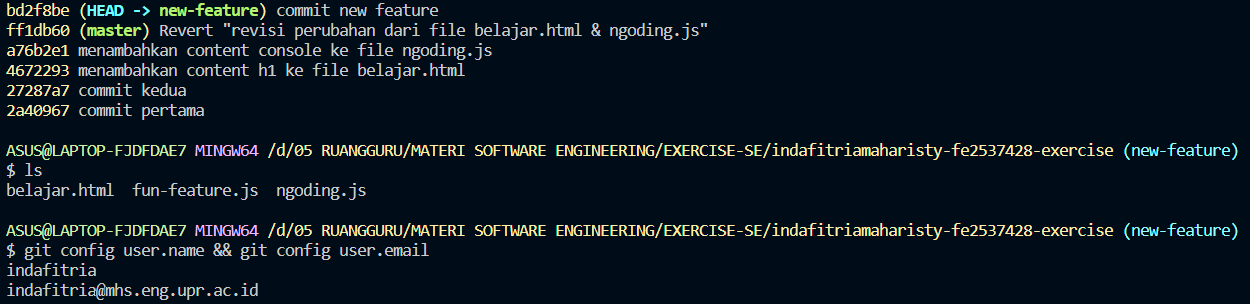 bd2f8be (HEAD -> new-feature) commit new feature
ff1db60 (master) Revert "revisi perubahan dari file belajar.html & ngoding.js"
a76b2e1 menambahkan content console ke file ngoding.js
4672293 menambahkan content h1 ke file belajar.html
27287a7 commit kedua
2a40967 commit pertama
ASUS@LAPTOP-FJDFDAE7 MINGW64 /d/05 RUANGGURU/MATERI SOFTWARE ENGINEERING/EXERCISE-SE/indafitriamaharisty-fe2537428-exercise (new-feature)
$ ls
belajar.html  fun-feature.js  ngoding.js
ASUS@LAPTOP-FJDFDAE7 MINGW64 /d/05 RUANGGURU/MATERI SOFTWARE ENGINEERING/EXERCISE-SE/indafitriamaharisty-fe2537428-exercise (new-feature)
$ git config user.name && git config user.email
indafitria
indafitria@mhs.eng.upr.ac.id